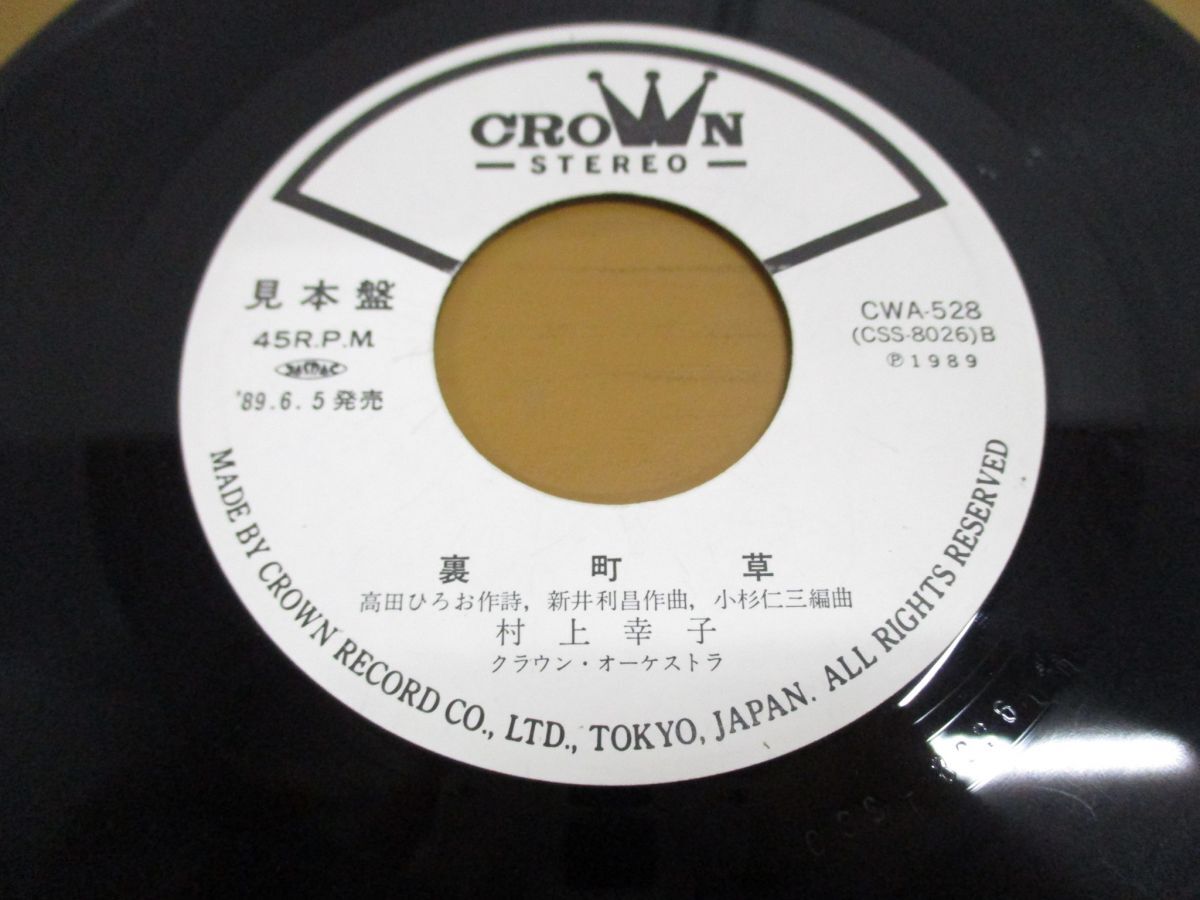 CROWN
STEREO
見本盤
45R.P.M.
'89.6.5発売
CWA-528
(CSS-8026)B
Ⓟ1989
裏町草
高田ひろお作詩, 新井利昌作曲, 小杉仁三編曲
村上幸子
クラウン・オーケストラ
MADE BY CROWN RECORD CO., LTD., TOKYO, JAPAN. ALL RIGHTS RESERVED